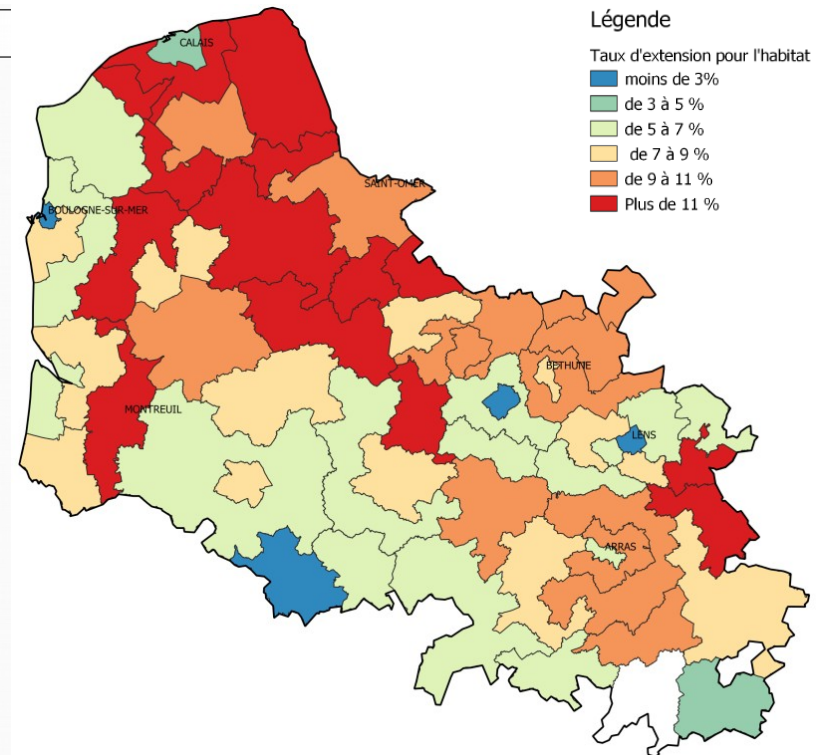 Légende
Taux d'extension pour l'habitat
moins de 3%
de 3 à 5 %
de 5 à 7 %
de 7 à 9 %
de 9 à 11 %
Plus de 11 %
CALAIS
SAINT-OMER
BOULOGNE-SUR-MER
BETHUNE
MONTREUIL
LENS
ARRAS